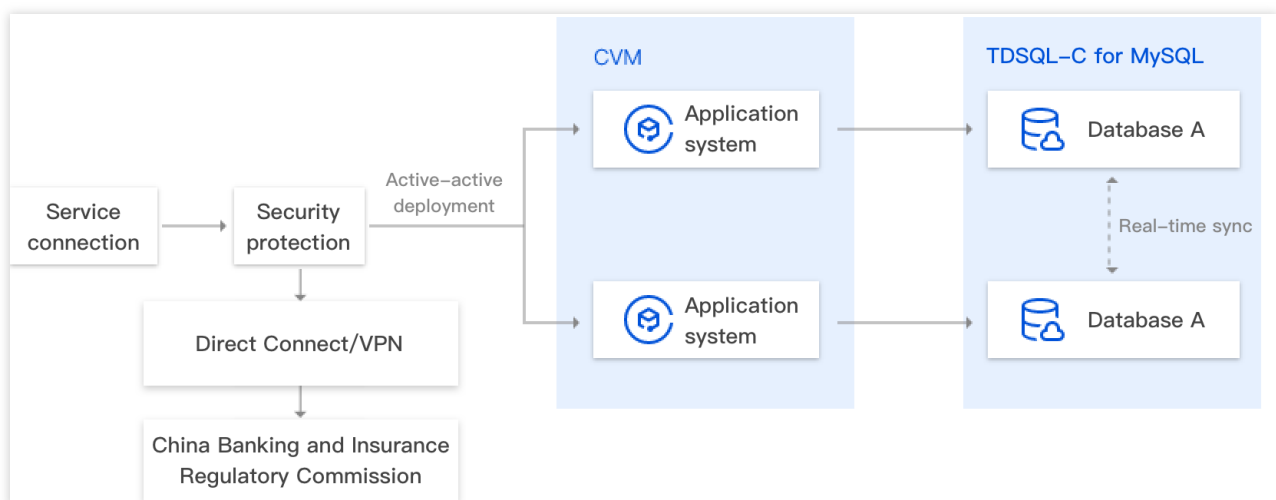 CVM
TDSQL-C for MySQL
Application
system
Database A
Active-active
deployment
Service
connection
Security
protection
Real-time sync
Application
system
Database A
Direct Connect/VPN
China Banking and Insurance
Regulatory Commission